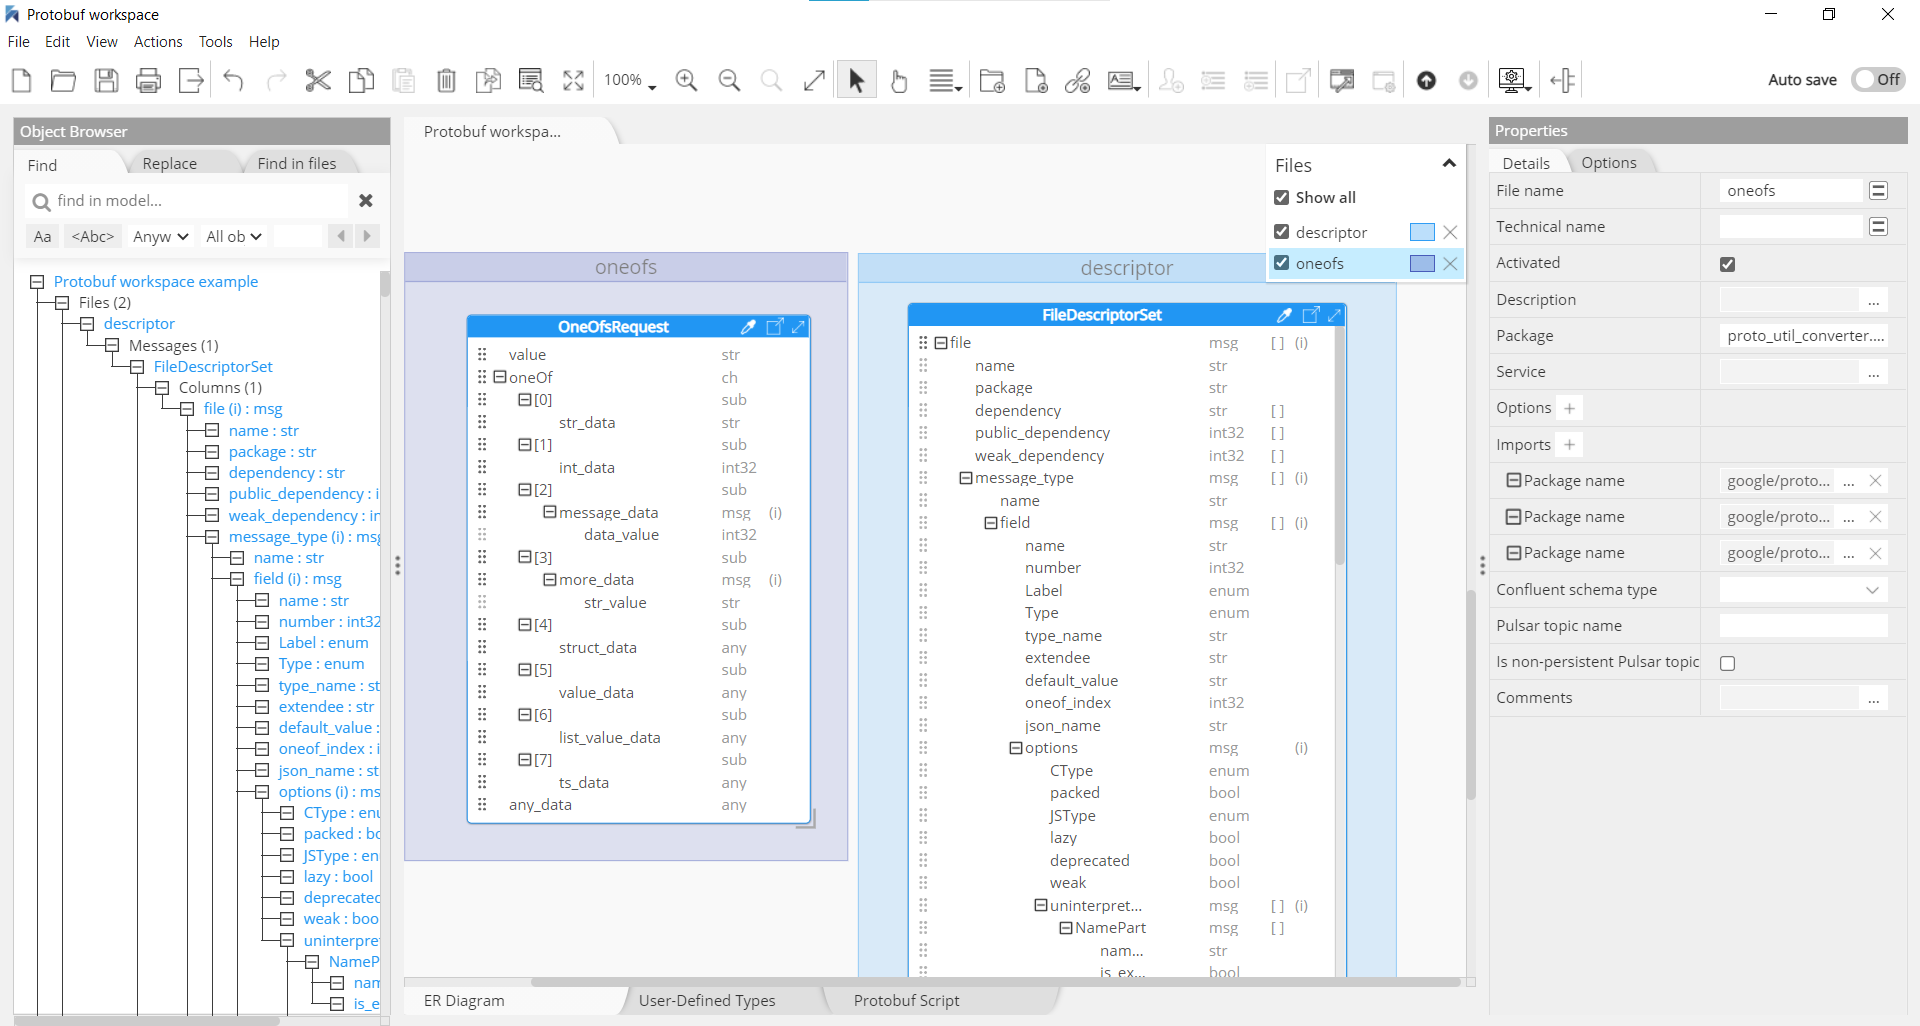 Protobuf workspace
File Edit View Actions Tools Help
100%
Auto save Off
Object Browser
Find Replace Find in files
find in model...
Aa <Abc> Anyw All ob
Protobuf workspace example
Files (2)
descriptor
Messages (1)
FileDescriptorSet
Columns (1)
file (i) : msg
name : str
package : str
dependency : str
public_dependency : i
weak_dependency : in
message_type (i) : msg
name : str
field (i) : msg
name : str
number : int32
Label : enum
Type : enum
type_name : st
extendee : str
default_value :
oneof_index : i
json_name : st
options (i) : ms
CType : enu
packed : bo
JSType : en
lazy : bool
deprecated
weak : boo
uninterpre
NameP
nam
is_e
Protobuf workspa...
Files
Show all
descriptor
oneofs
oneofs
OneOfsRequest
value str
oneOf ch
[0] sub
str_data str
[1] sub
int_data int32
[2] sub
message_data msg (i)
data_value int32
[3] sub
more_data msg (i)
str_value str
[4] sub
struct_data any
[5] sub
value_data any
[6] sub
list_value_data any
[7] sub
ts_data any
any_data any
descriptor
FileDescriptorSet
file msg [ ] (i)
name str
package str
dependency str [ ]
public_dependency int32 [ ]
weak_dependency int32 [ ]
message_type msg [ ] (i)
name str
field msg [ ] (i)
name str
number int32
Label enum
Type enum
type_name str
extendee str
default_value str
oneof_index int32
json_name str
options msg (i)
CType enum
packed bool
JSType enum
lazy bool
deprecated bool
weak bool
uninterpret... msg [ ] (i)
NamePart msg [ ]
nam... str
is_ex... bool
ER Diagram User-Defined Types Protobuf Script
Properties
Details Options
File name oneofs
Technical name
Activated
Description ...
Package proto_util_converter....
Service ...
Options +
Imports +
Package name google/proto... ...
Package name google/proto... ...
Package name google/proto... ...
Confluent schema type
Pulsar topic name
Is non-persistent Pulsar topic
Comments ...